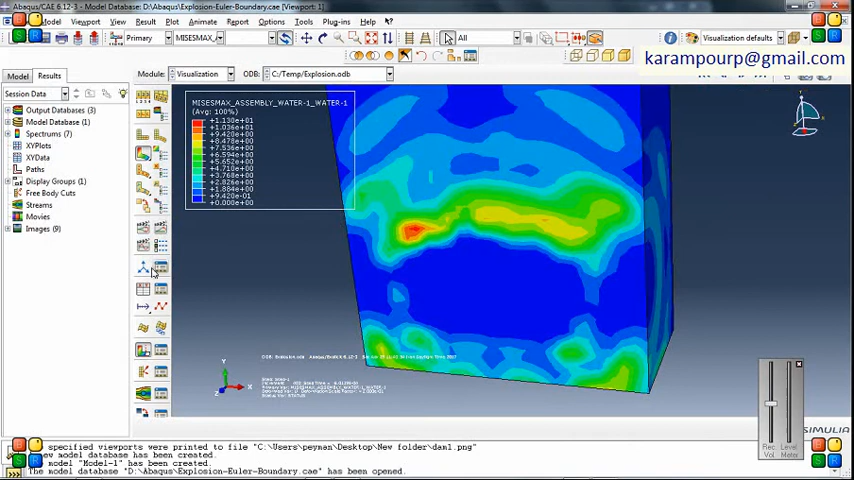 Abaqus/CAE 6.12-3 - Model Database: D:\Abaqus\Explosion-Euler-Boundary.cae [Viewport: 1]
Model Viewport View Result Plot Animate Report Options Tools Plug-ins Help
Primary MISESMAX_ All Visualization defaults
karampourp@gmail.com
Model Results Module: Visualization ODB: C:/Temp/Explosion.odb
Session Data
Output Databases (3)
Model Database (1)
Spectrums (7)
XYPlots
XYData
Paths
Display Groups (1)
Free Body Cuts
Streams
Movies
Images (9)
MISESMAX_ASSEMBLY_WATER-1_WATER-1
(Avg: 100%)
+1.130e+01
+1.036e+01
+9.420e+00
+8.478e+00
+7.536e+00
+6.594e+00
+5.652e+00
+4.710e+00
+3.768e+00
+2.826e+00
+1.884e+00
+9.420e-01
+0.000e+00
Y
X
Z
Rec Vol
Level Meter
SIMULIA
specified viewports were printed to file "C:\Users\peyman\Desktop\New folder\dam1.png"
new model database has been created.
model "Model-1" has been created.
The model database "D:\Abaqus\Explosion-Euler-Boundary.cae" has been opened.